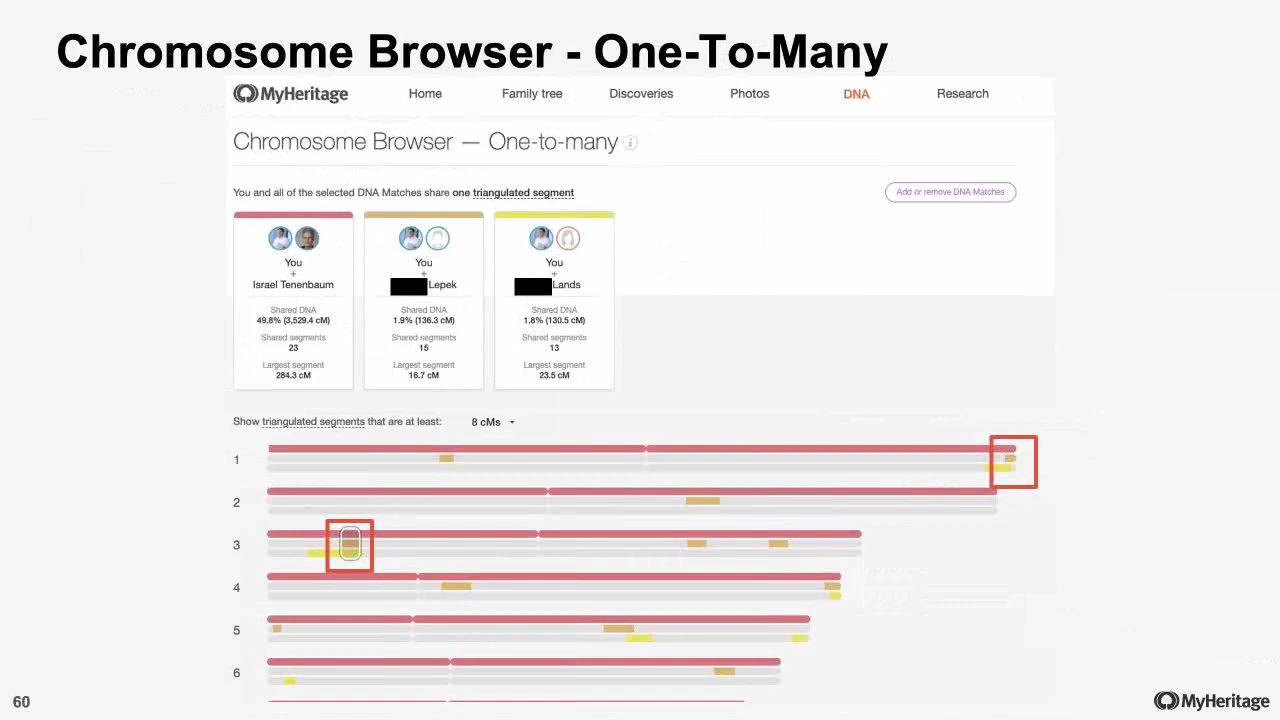 Chromosome Browser - One-To-Many
MyHeritage Home Family tree Discoveries Photos DNA Research
Chromosome Browser — One-to-many i
You and all of the selected DNA Matches share one triangulated segment
Add or remove DNA Matches
You
+
Israel Tenenbaum
Shared DNA
49.8% (3,529.4 cM)
Shared segments
23
Largest segment
284.3 cM
You
+
Lepek
Shared DNA
1.9% (136.3 cM)
Shared segments
15
Largest segment
16.7 cM
You
+
Lands
Shared DNA
1.8% (130.5 cM)
Shared segments
13
Largest segment
23.5 cM
Show triangulated segments that are at least: 8 cMs
1
2
3
4
5
6
60
MyHeritage